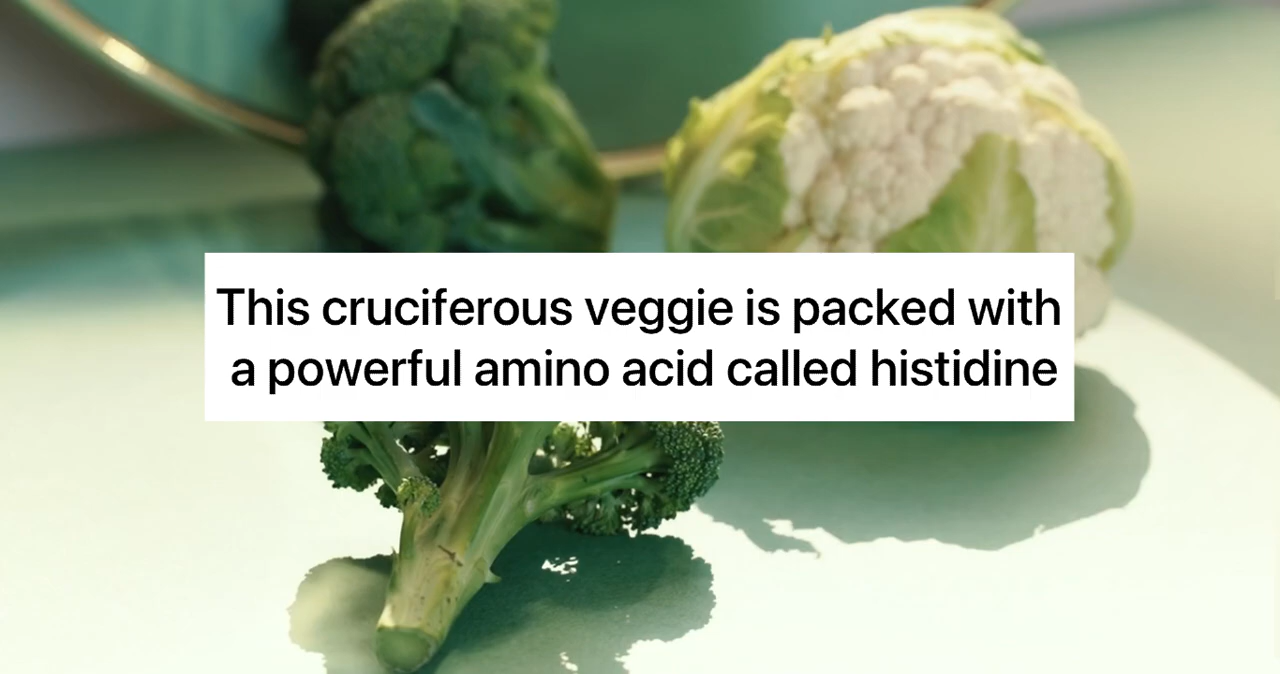 This cruciferous veggie is packed with
a powerful amino acid called histidine